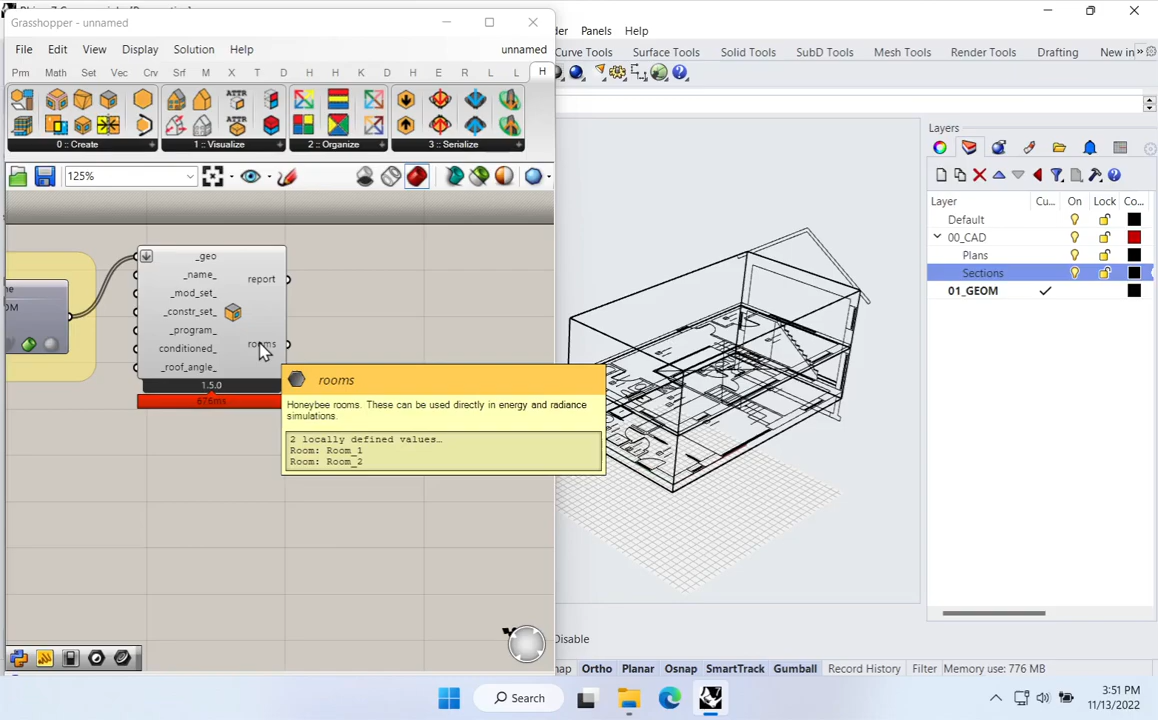 Grasshopper - unnamed
File Edit View Display Solution Help
unnamed
Prm Math Set Vec Crv Srf M X T D H H K D H E R L L H
ATTR
ATTR
0 :: Create
1 :: Visualize
2 :: Organize
3 :: Serialize
125%
_geo
_name_
_mod_set_
_constr_set_
_program_
conditioned_
_roof_angle_
report
rooms
1.5.0
676ms
rooms
Honeybee rooms. These can be used directly in energy and radiance
simulations.
2 locally defined values…
Room: Room_1
Room: Room_2
Panels Help
Curve Tools Surface Tools Solid Tools SubD Tools Mesh Tools Render Tools Drafting New in
Layers
Layer Cu... On Lock Co...
Default
00_CAD
Plans
Sections
01_GEOM
Disable
Ortho Planar Osnap SmartTrack Gumball Record History Filter Memory use: 776 MB
Search
3:51 PM
11/13/2022